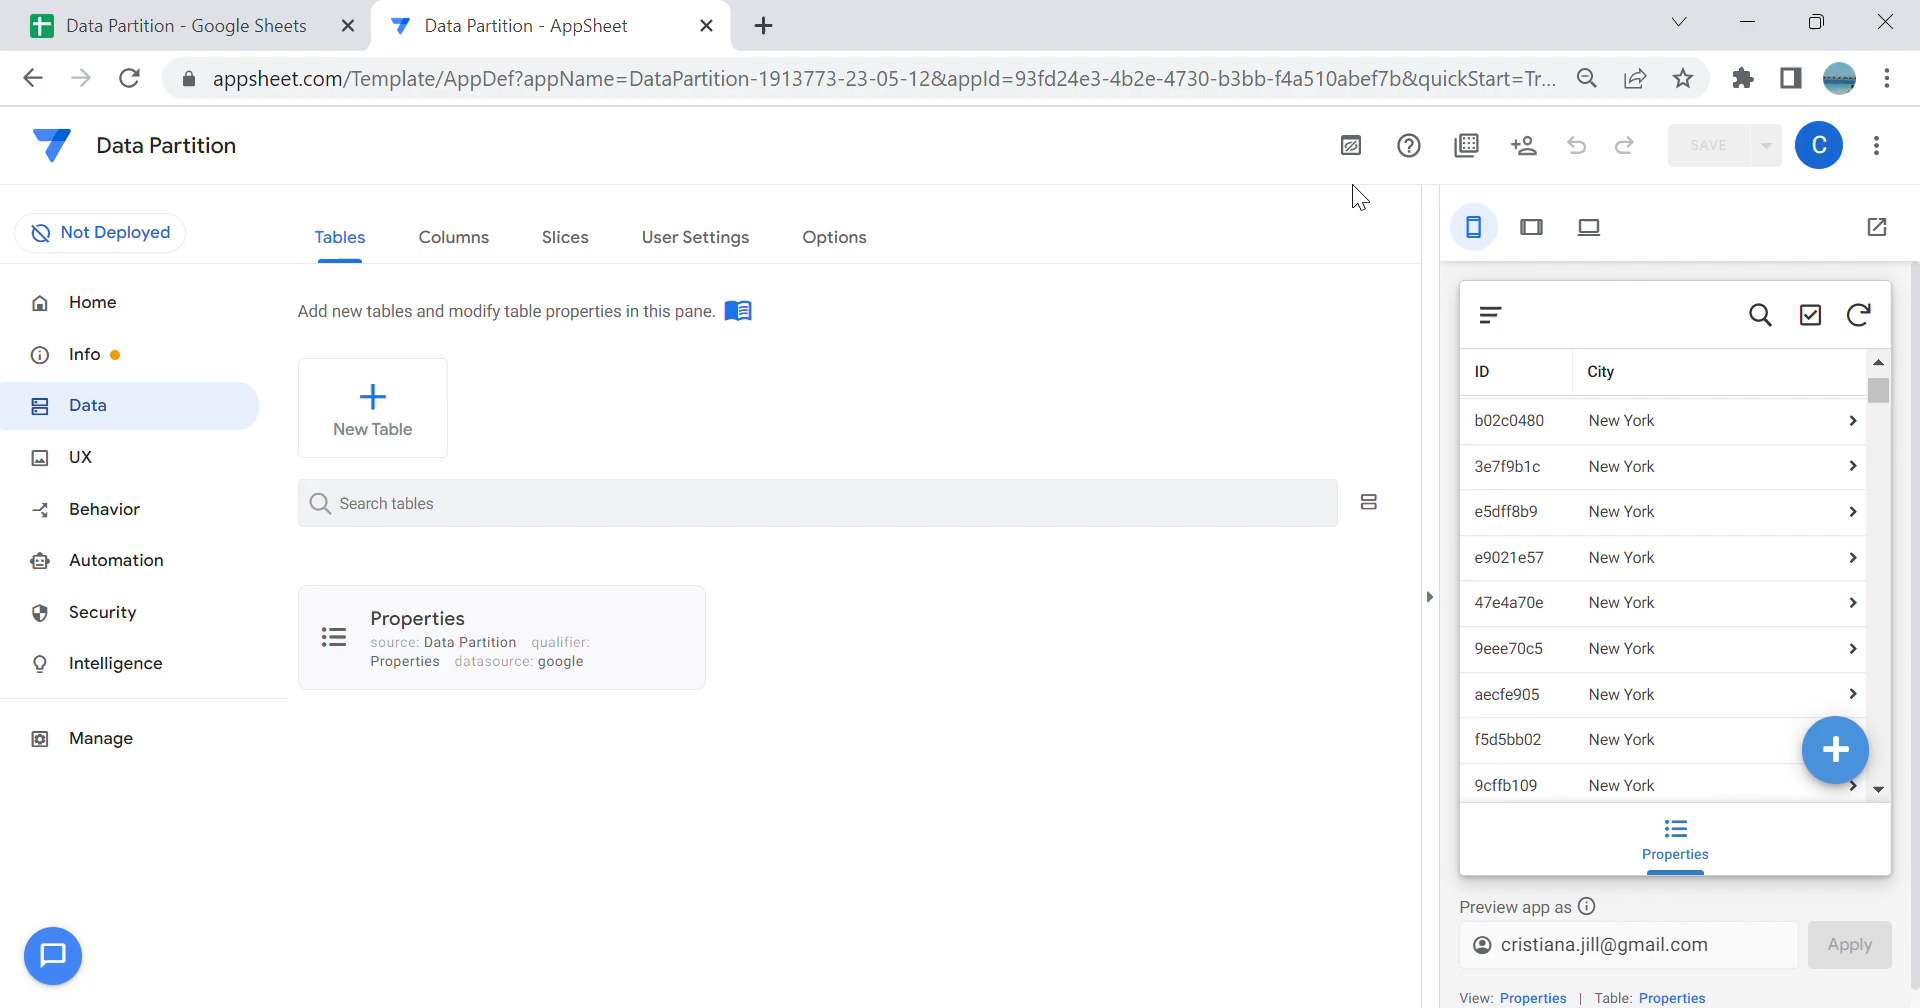 Data Partition - Google Sheets
Data Partition - AppSheet
appsheet.com/Template/AppDef?appName=DataPartition-1913773-23-05-12&appId=93fd24e3-4b2e-4730-b3bb-f4a510abef7b&quickStart=Tr...
Data Partition
SAVE
C
Not Deployed
Tables
Columns
Slices
User Settings
Options
Home
Info
Data
UX
Behavior
Automation
Security
Intelligence
Manage
Add new tables and modify table properties in this pane.
New Table
Search tables
Properties
source: Data Partition qualifier:
Properties datasource: google
ID City
b02c0480 New York
3e7f9b1c New York
e5dff8b9 New York
e9021e57 New York
47e4a70e New York
9eee70c5 New York
aecfe905 New York
f5d5bb02 New York
9cffb109 New York
Properties
Preview app as
cristiana.jill@gmail.com
Apply
View: Properties | Table: Properties